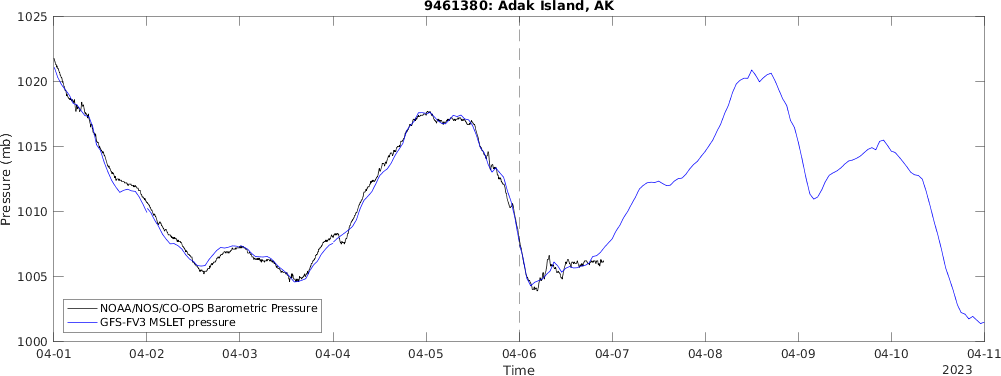 9461380: Adak Island, AK
Pressure (mb)
1025
1020
1015
1010
1005
1000
NOAA/NOS/CO-OPS Barometric Pressure
GFS-FV3 MSLET pressure
04-01 04-02 04-03 04-04 04-05 04-06 04-07 04-08 04-09 04-10 04-11
Time
2023